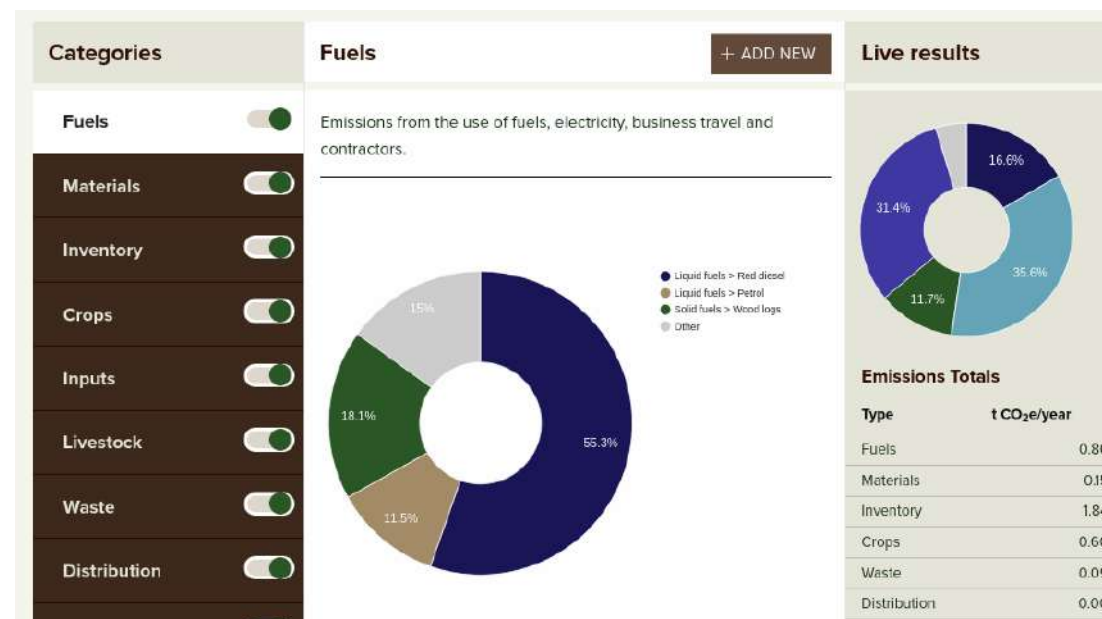 Categories
Fuels
Materials
Inventory
Crops
Inputs
Livestock
Waste
Distribution
Fuels
+ ADD NEW
Emissions from the use of fuels, electricity, business travel and
contractors.
Liquid fuels > Red diesel
Liquid fuels > Petrol
Solid fuels > Wood logs
Other
15%
18.1%
55.3%
11.5%
Live results
16.6%
31.4%
35.6%
11.7%
Emissions Totals
Type t CO₂e/year
Fuels
Materials
Inventory
Crops
Waste
Distribution